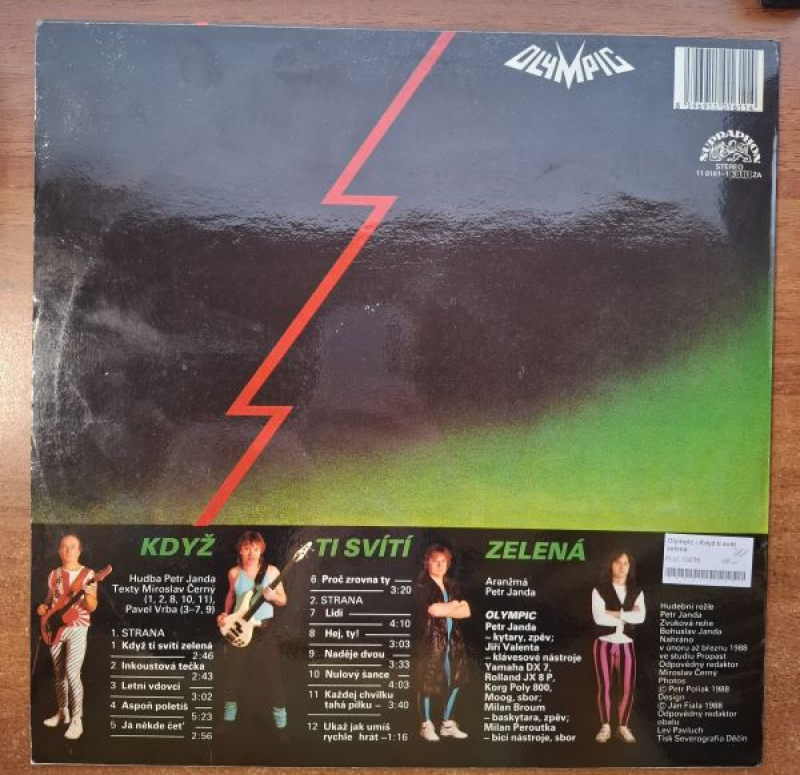 OLYMPIC
SUPRAPHON
STEREO
KDYŽ TI SVÍTÍ ZELENÁ
Hudba Petr Janda
Texty Miroslav Černý
(1, 2, 8, 10, 11),
Pavel Vrba (3–7, 9)
1. STRANA
1 Když ti svítí zelená
2:46
2 Inkoustová tečka
2:43
3 Letní vdovci
3:02
4 Aspoň poletíš
5:23
5 Já někde čet'
2:56
6 Proč zrovna ty
3:20
2. STRANA
7 Lidi
4:10
8 Hej, ty!
3:03
9 Naděje dvou
3:33
10 Nulový šance
4:03
11 Každej chvilku
tahá pilku – 3:40
12 Ukaž jak umíš
rychle hrát –1:16
Aranžmá
Petr Janda
OLYMPIC
Petr Janda
– kytary, zpěv;
Jiří Valenta
– klávesové nástroje
Yamaha DX 7,
Rolland JX 8 P,
Korg Poly 800,
Moog, sbor;
Milan Broum
– baskytara, zpěv;
Milan Peroutka
– bicí nástroje, sbor
Olympic - Když ti svítí
zelená
Hudební režie
Petr Janda
Zvuková režie
Bohuslav Janda
Nahráno
v únoru až březnu 1988
ve studiu Propast
Odpovědný redaktor
Miroslav Černý
Photos
© Petr Poliak 1988
Design
© Jan Fiala 1988
Odpovědný redaktor
obalu
Lev Pavluch
Tisk Severografia Děčín